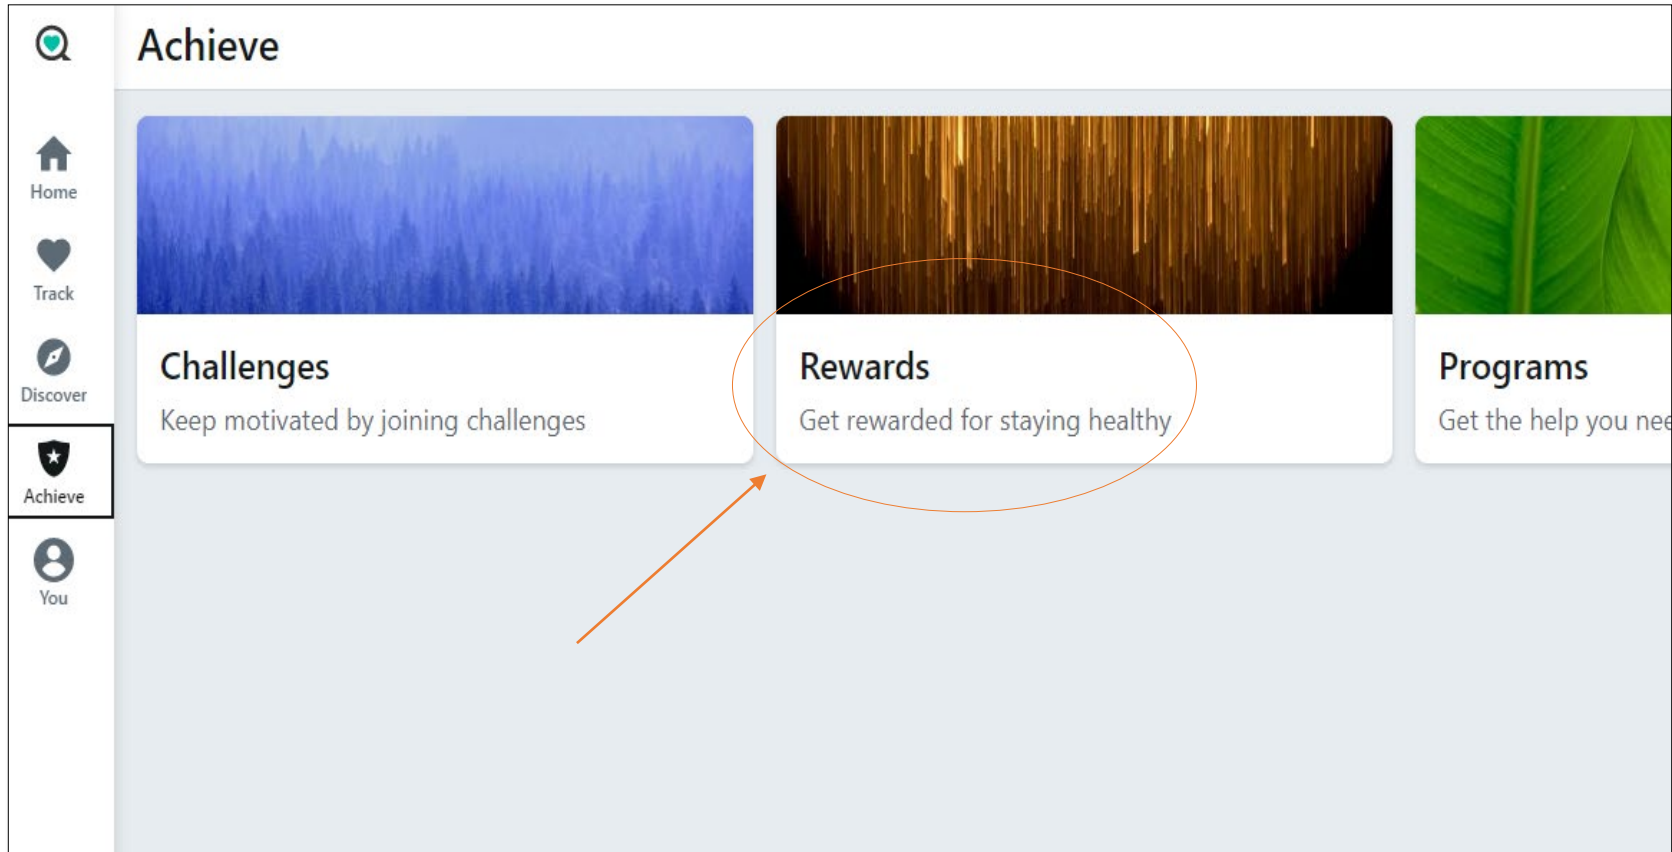 Achieve
Home
Track
Discover
Achieve
You
Challenges
Keep motivated by joining challenges
Rewards
Get rewarded for staying healthy
Programs
Get the help you